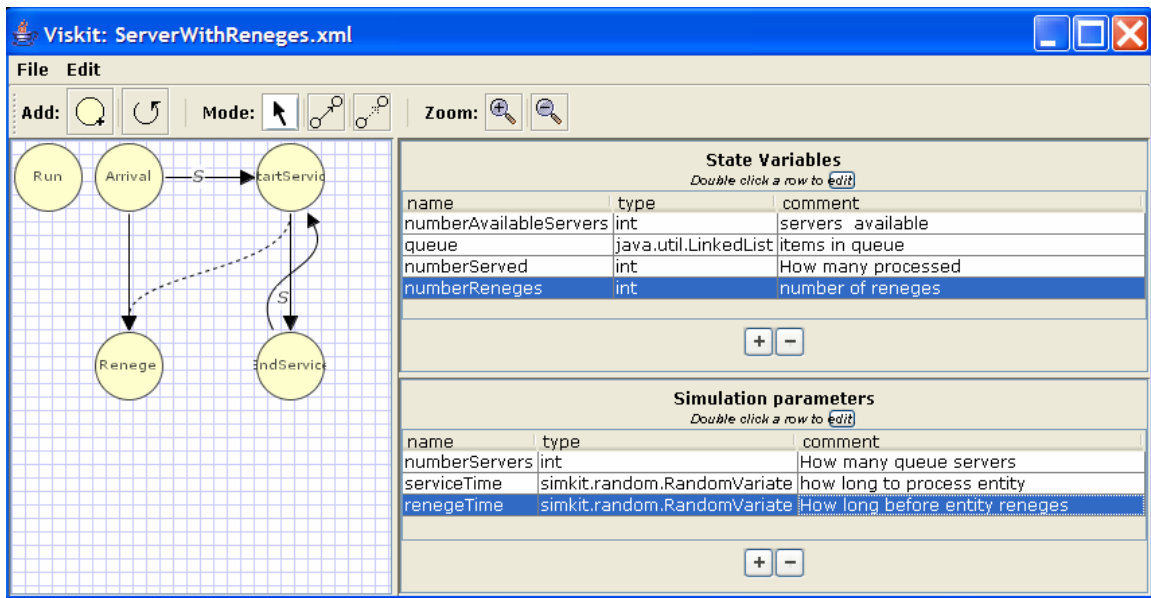 Viskit: ServerWithReneges.xml
File Edit
Add: Mode: Zoom:
Run Arrival S StartServic
S
Renege EndService
State Variables
Double click a row to edit
name type comment
numberAvailableServers int servers available
queue java.util.LinkedList items in queue
numberServed int How many processed
numberReneges int number of reneges
+ −
Simulation parameters
Double click a row to edit
name type comment
numberServers int How many queue servers
serviceTime simkit.random.RandomVariate how long to process entity
renegeTime simkit.random.RandomVariate How long before entity reneges
+ −